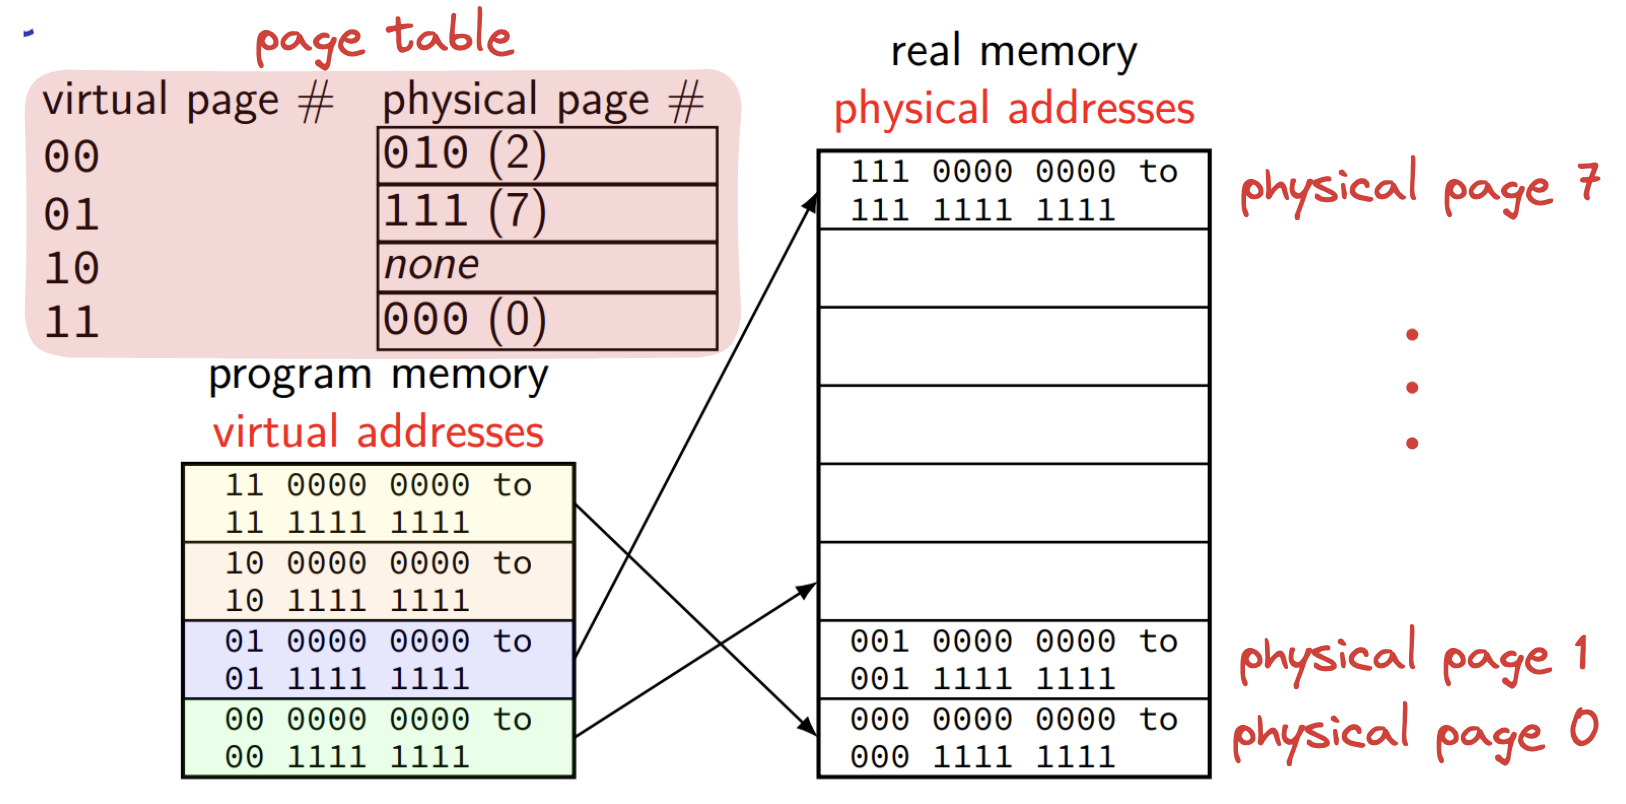 page table
virtual page # physical page #
00 010 (2)
01 111 (7)
10 none
11 000 (0)
program memory
virtual addresses
11 0000 0000 to
11 1111 1111
10 0000 0000 to
10 1111 1111
01 0000 0000 to
01 1111 1111
00 0000 0000 to
00 1111 1111
real memory
physical addresses
111 0000 0000 to
111 1111 1111
physical page 7
001 0000 0000 to
001 1111 1111
physical page 1
000 0000 0000 to
000 1111 1111
physical page 0